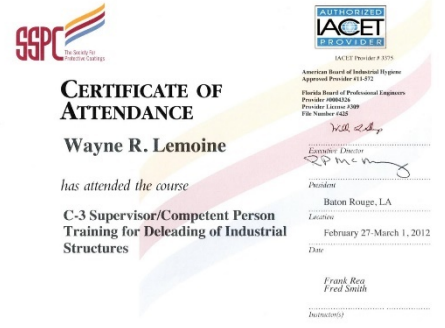 SSPC
The Society for
Protective Coatings
CERTIFICATE OF
ATTENDANCE
Wayne R. Lemoine
has attended the course
C-3 Supervisor/Competent Person
Training for Deleading of Industrial
Structures
AUTHORIZED
IACET
PROVIDER
IACET Provider # 3375
American Board of Industrial Hygiene
Approved Provider #11-572
Florida Board of Professional Engineers
Provider #0004326
Provider License #309
File Number #425
Executive Director
President
Baton Rouge, LA
Location
February 27-March 1, 2012
Date
Frank Rea
Fred Smith
Instructor(s)